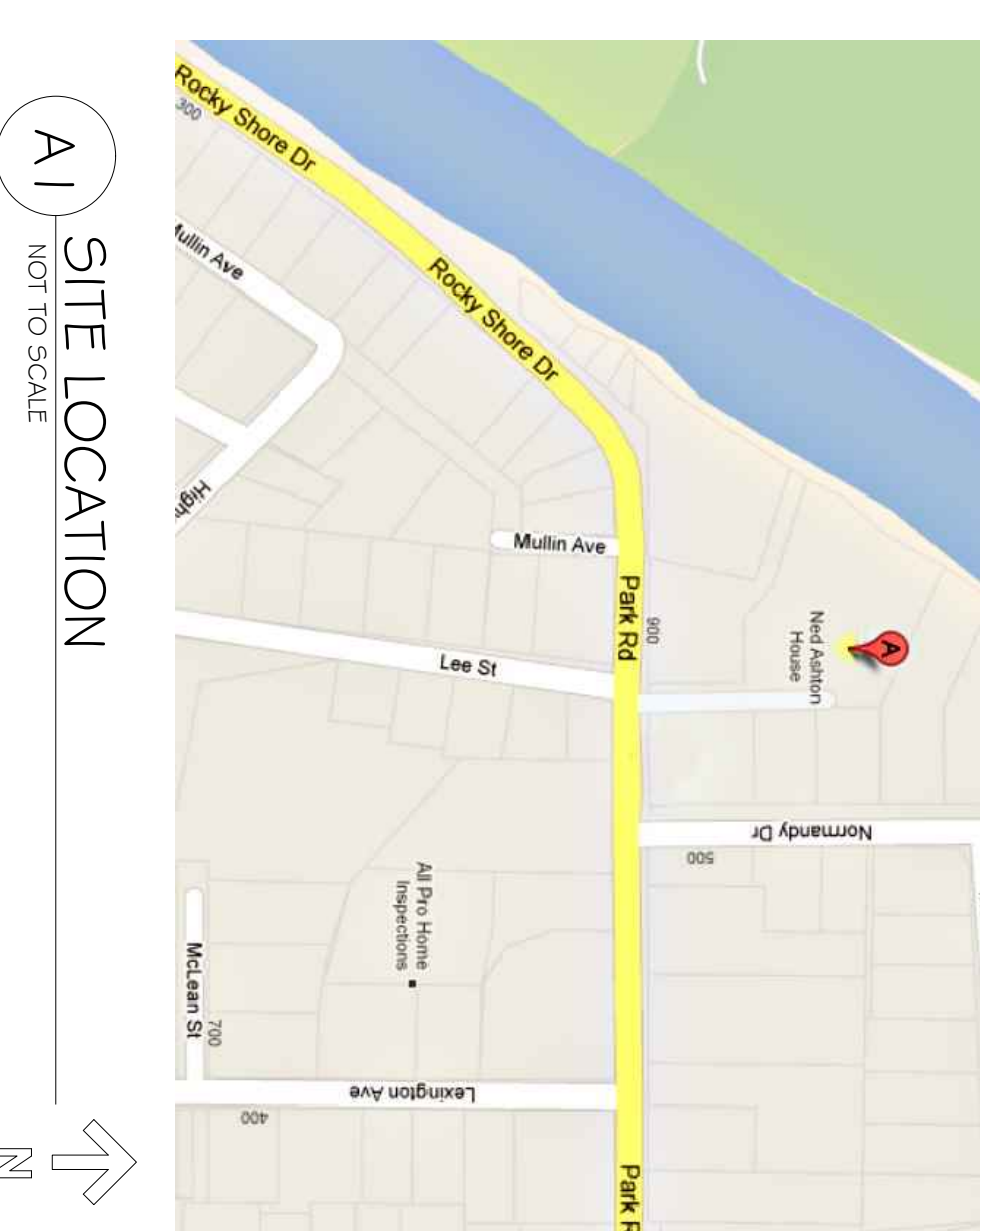 A1
SITE LOCATION
NOT TO SCALE
N
Rocky Shore Dr
300
Rocky Shore Dr
Mullin Ave
High
Mullin Ave
Park Rd
900
Ned Ashton
House
A
Lee St
Normandy Dr
500
All Pro Home
Inspections
McLean St
700
Lexington Ave
400
Park R